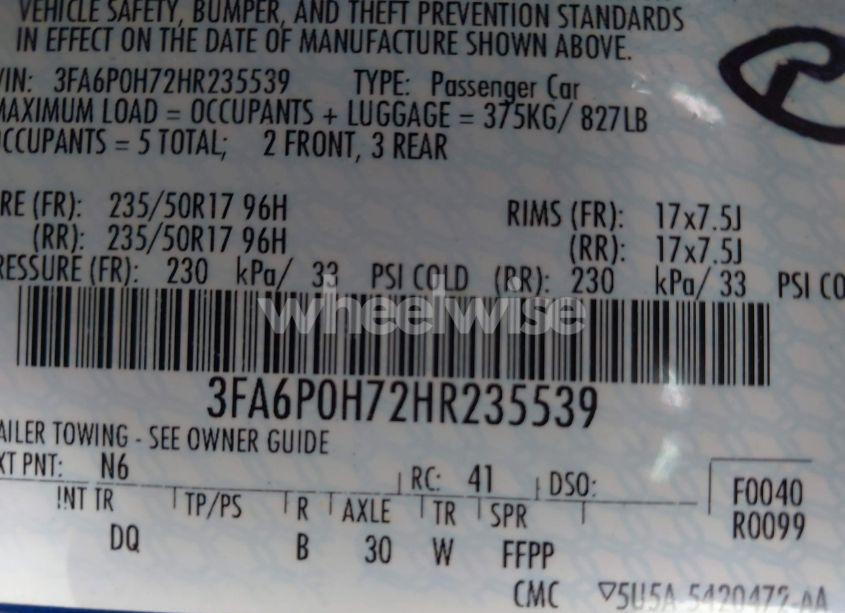 VEHICLE SAFETY, BUMPER, AND THEFT PREVENTION STANDARDS
IN EFFECT ON THE DATE OF MANUFACTURE SHOWN ABOVE.
VIN: 3FA6P0H72HR235539 TYPE: Passenger Car
MAXIMUM LOAD = OCCUPANTS + LUGGAGE = 375KG/ 827LB
OCCUPANTS = 5 TOTAL; 2 FRONT, 3 REAR
RE (FR): 235/50R17 96H RIMS (FR): 17x7.5J
(RR): 235/50R17 96H (RR): 17x7.5J
RESSURE (FR): 230 kPa/ 33 PSI COLD (RR): 230 kPa/ 33 PSI CO
wheelwise
3FA6P0H72HR235539
AILER TOWING - SEE OWNER GUIDE
XT PNT: N6 RC: 41 DSO:
INT TR TP/PS R AXLE TR SPR F0040
DQ B 30 W FFPP R0099
CMC ▽5U5A 5420472-AA